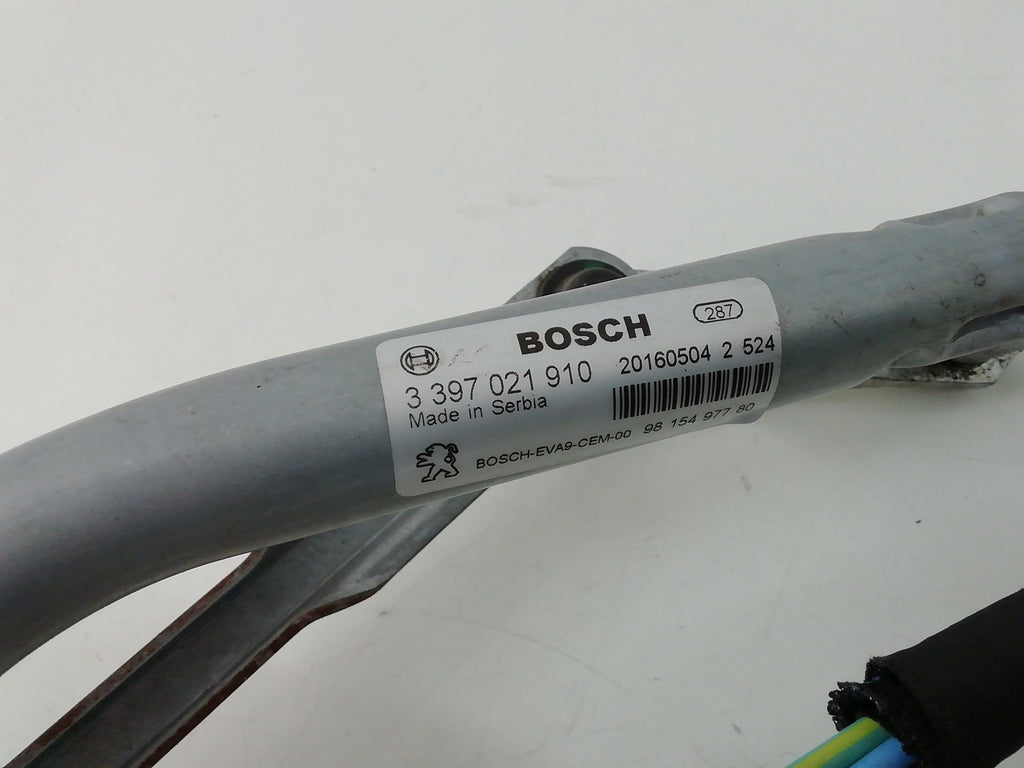 BOSCH
287
3 397 021 910
20160504 2 524
Made in Serbia
BOSCH-EVA9-CEM-00 98 154 977 80